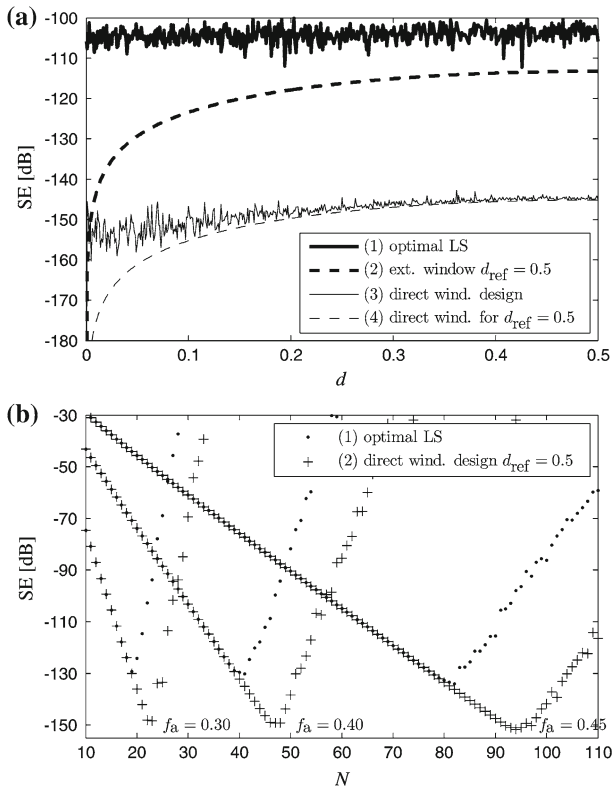 (a)
-100
-110
-120
-130
-140
-150
-160
-170
-180
SE [dB]
0
0.1
0.2
0.3
0.4
0.5
d
(1) optimal LS
(2) ext. window d_ref = 0.5
(3) direct wind. design
(4) direct wind. for d_ref = 0.5
(b)
-30
-50
-70
-90
-110
-130
-150
SE [dB]
10
20
30
40
50
60
70
80
90
100
110
N
(1) optimal LS
(2) direct wind. design d_ref = 0.5
f_a = 0.30
f_a = 0.40
f_a = 0.45